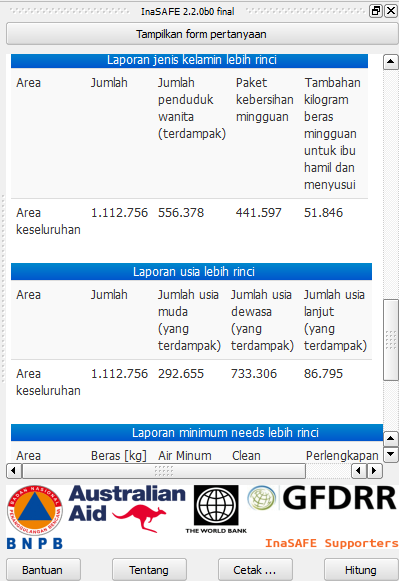 InaSAFE 2.2.0b0 final
Tampilkan form pertanyaan
Laporan jenis kelamin lebih rinci
Area Jumlah Jumlah penduduk wanita (terdampak) Paket kebersihan mingguan Tambahan kilogram beras mingguan untuk ibu hamil dan menyusui
Area keseluruhan 1.112.756 556.378 441.597 51.846
Laporan usia lebih rinci
Area Jumlah Jumlah usia muda (yang terdampak) Jumlah usia dewasa (yang terdampak) Jumlah usia lanjut (yang terdampak)
Area keseluruhan 1.112.756 292.655 733.306 86.795
Laporan minimum needs lebih rinci
Area Beras [kg] Air Minum Clean Perlengkapan
BADAN NASIONAL PENANGGULANGAN BENCANA
BNPB
Australian
Aid
THE WORLD BANK
GFDRR
InaSAFE Supporters
Bantuan Tentang Cetak ... Hitung